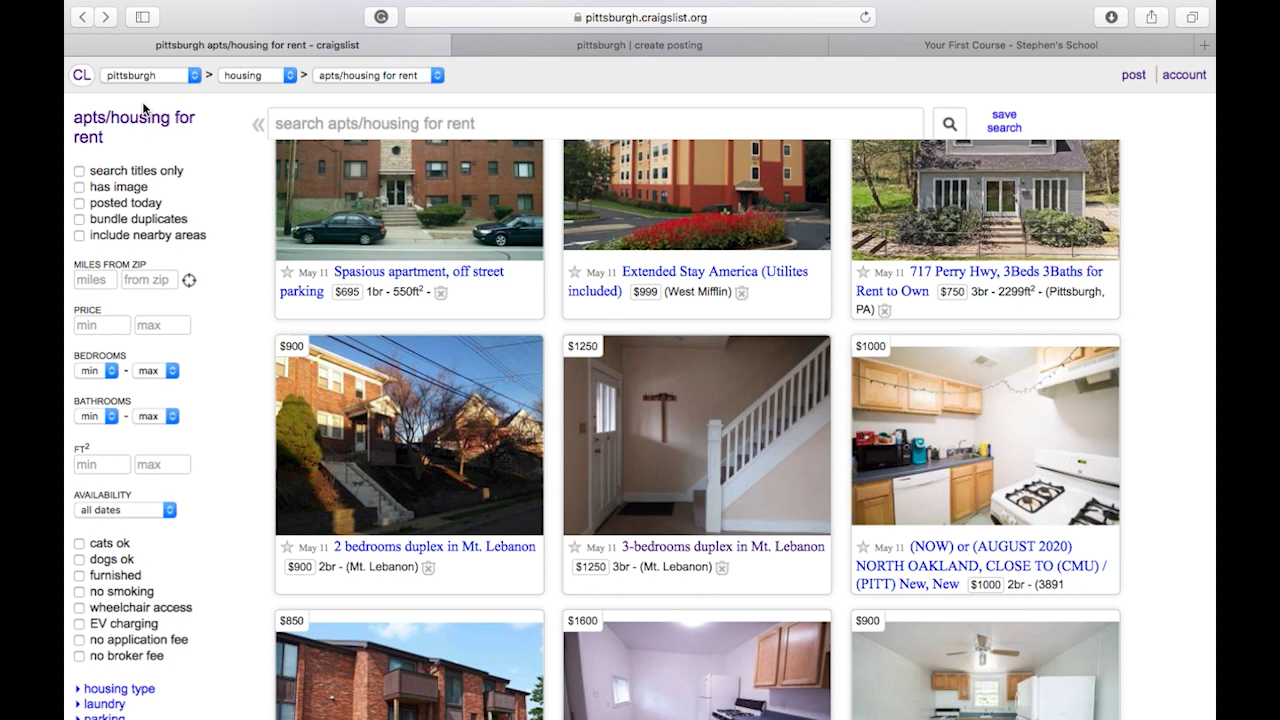 pittsburgh.craigslist.org
pittsburgh apts/housing for rent - craigslist
pittsburgh | create posting
Your First Course - Stephen's School
CL
pittsburgh > housing > apts/housing for rent
post
account
apts/housing for
rent
search apts/housing for rent
save
search
search titles only
has image
posted today
bundle duplicates
include nearby areas
MILES FROM ZIP
miles
from zip
PRICE
min
max
BEDROOMS
min - max
BATHROOMS
min - max
FT2
min
max
AVAILABILITY
all dates
cats ok
dogs ok
furnished
no smoking
wheelchair access
EV charging
no application fee
no broker fee
housing type
laundry
parking
May 11 Spasious apartment, off street
parking $695 1br - 550ft2 -
May 11 Extended Stay America (Utilites
included) $999 (West Mifflin)
May 11 717 Perry Hwy, 3Beds 3Baths for
Rent to Own $750 3br - 2299ft2 - (Pittsburgh,
PA)
$900
May 11 2 bedrooms duplex in Mt. Lebanon
$900 2br - (Mt. Lebanon)
$1250
May 11 3-bedrooms duplex in Mt. Lebanon
$1250 3br - (Mt. Lebanon)
$1000
May 11 (NOW) or (AUGUST 2020)
NORTH OAKLAND, CLOSE TO (CMU) /
(PITT) New, New $1000 2br - (3891
$850
$1600
$900